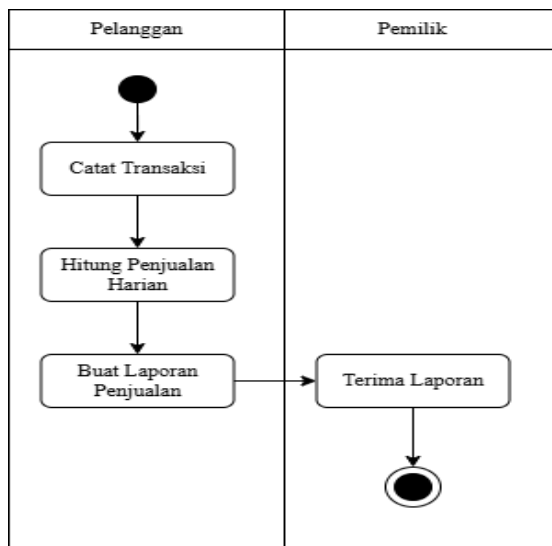 Pelanggan
Pemilik
Catat Transaksi
Hitung Penjualan
Harian
Buat Laporan
Penjualan
Terima Laporan